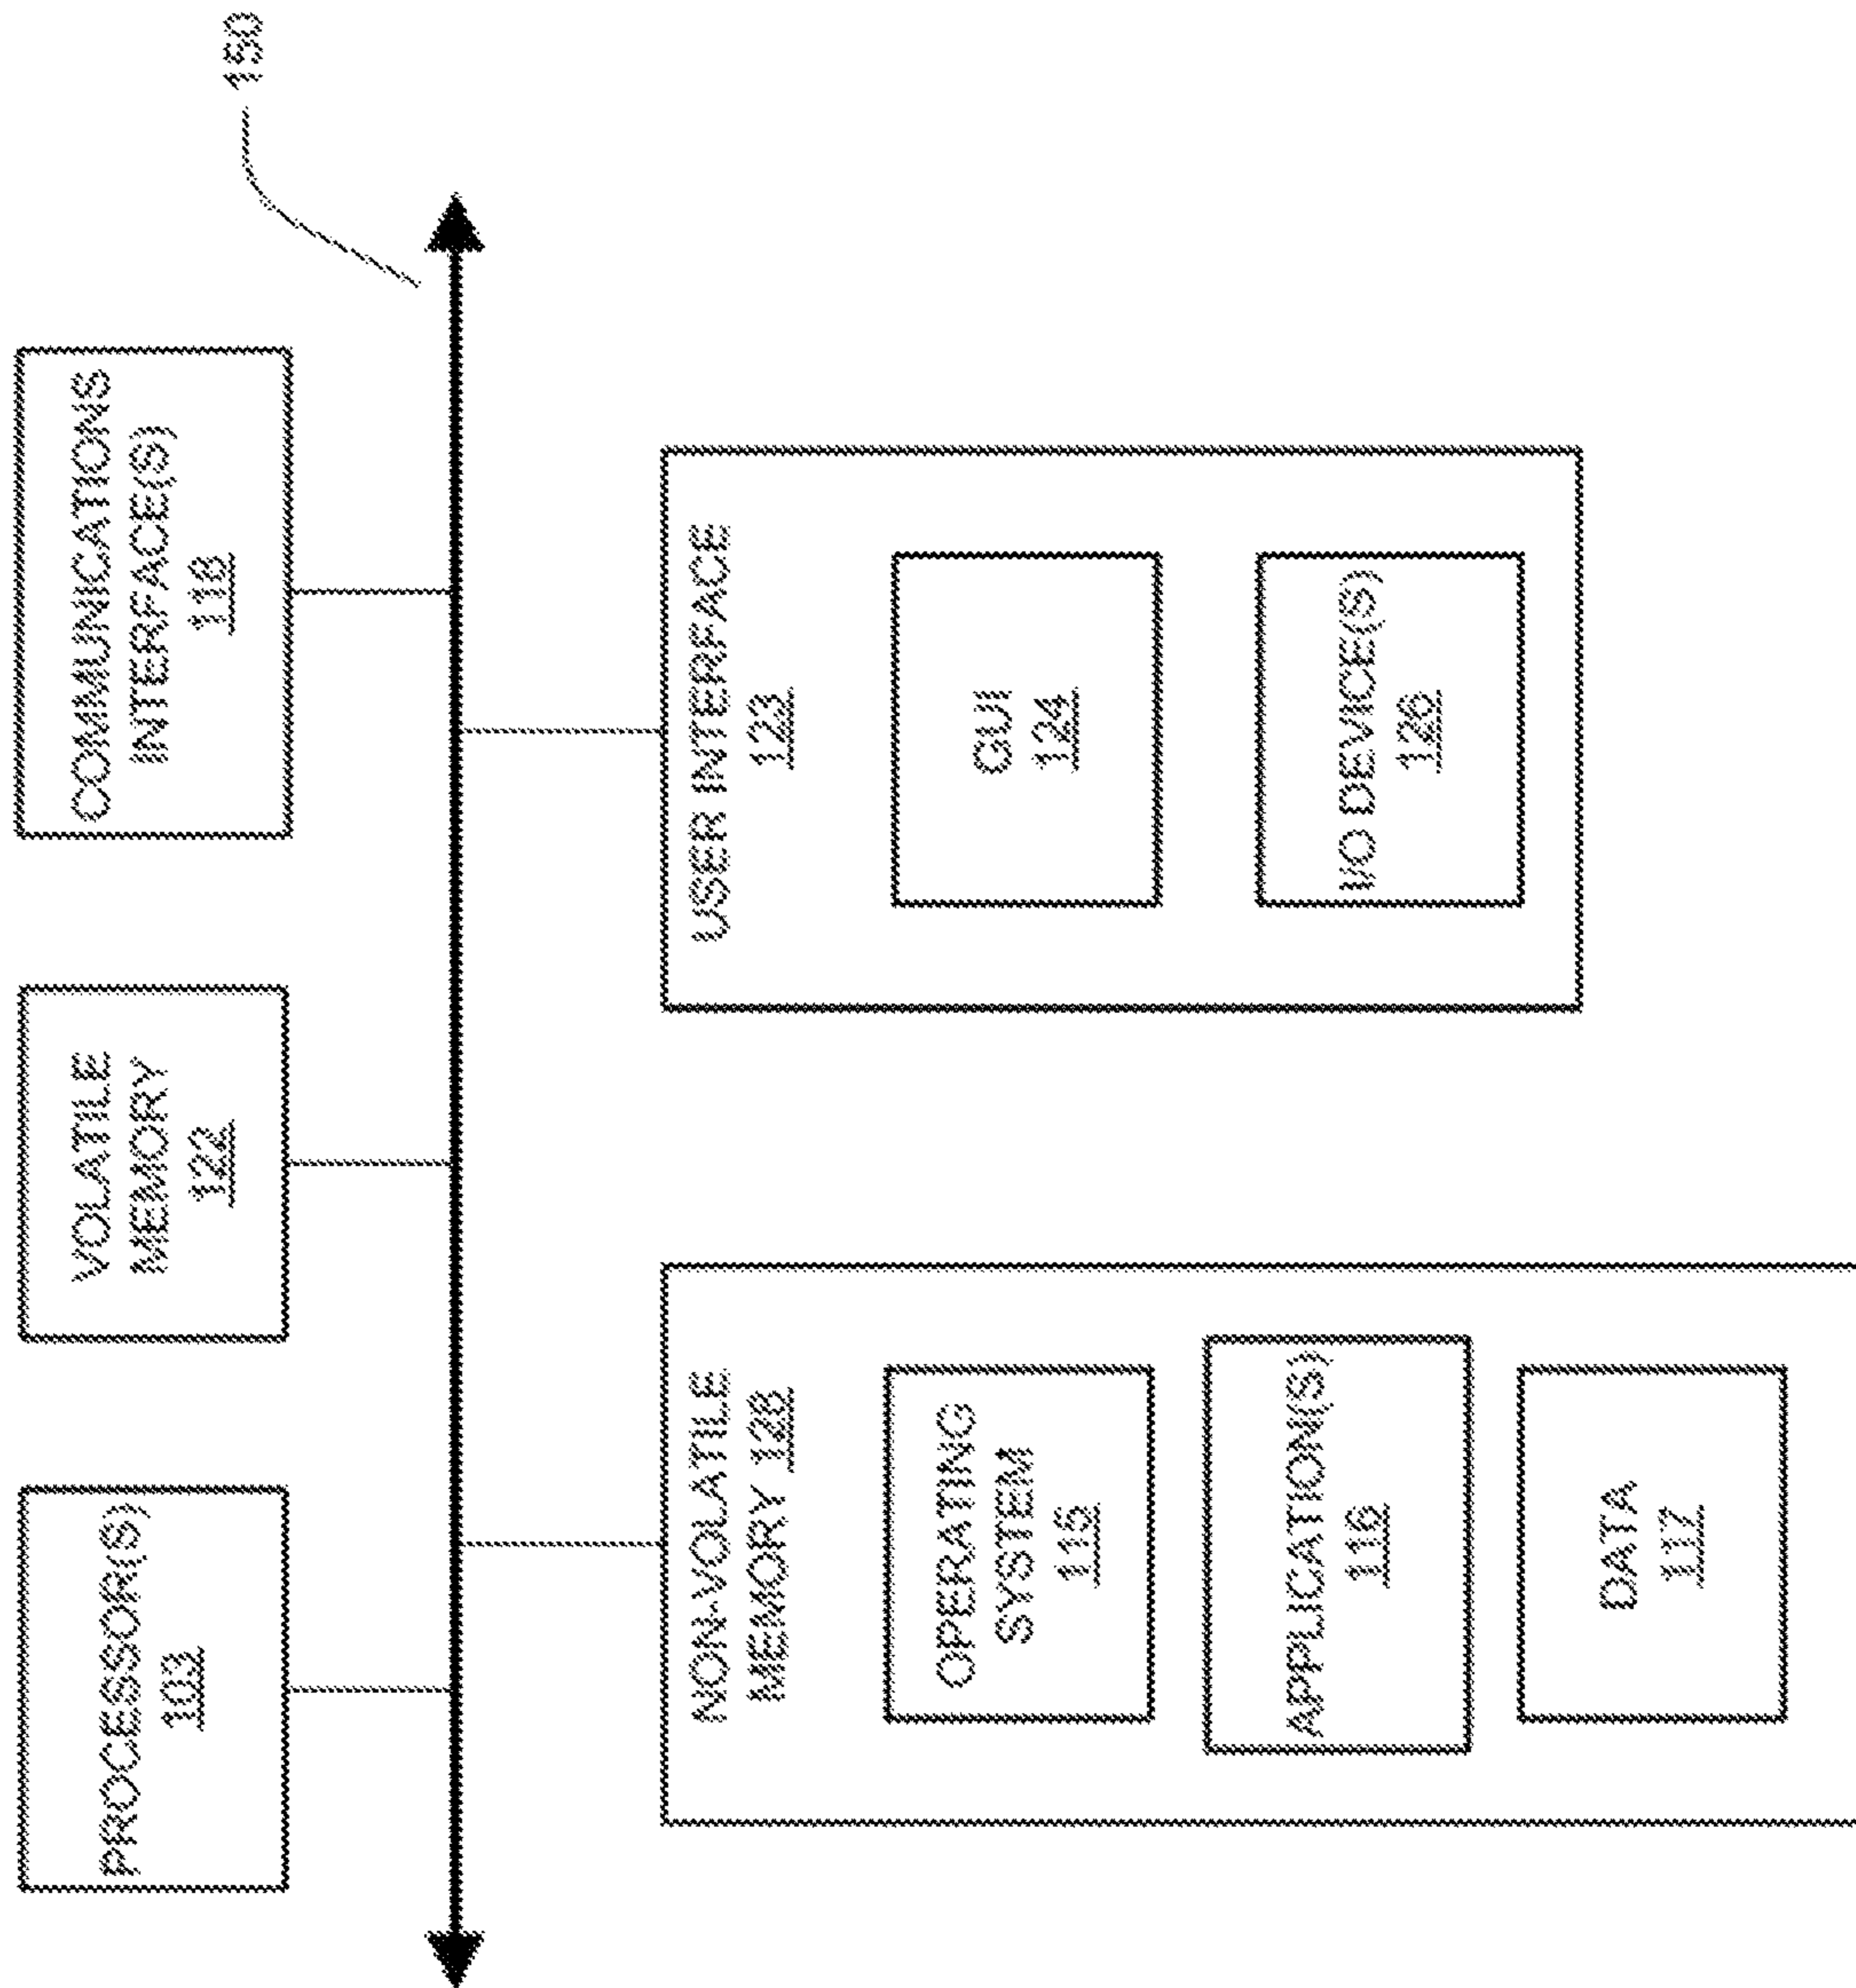 150
PROCESSOR(S)
103
VOLATILE
MEMORY
122
COMMUNICATIONS
INTERFACE(S)
118
NON-VOLATILE
MEMORY 128
OPERATING
SYSTEM
115
APPLICATION(S)
116
DATA
117
USER INTERFACE
123
GUI
124
I/O DEVICE(S)
126